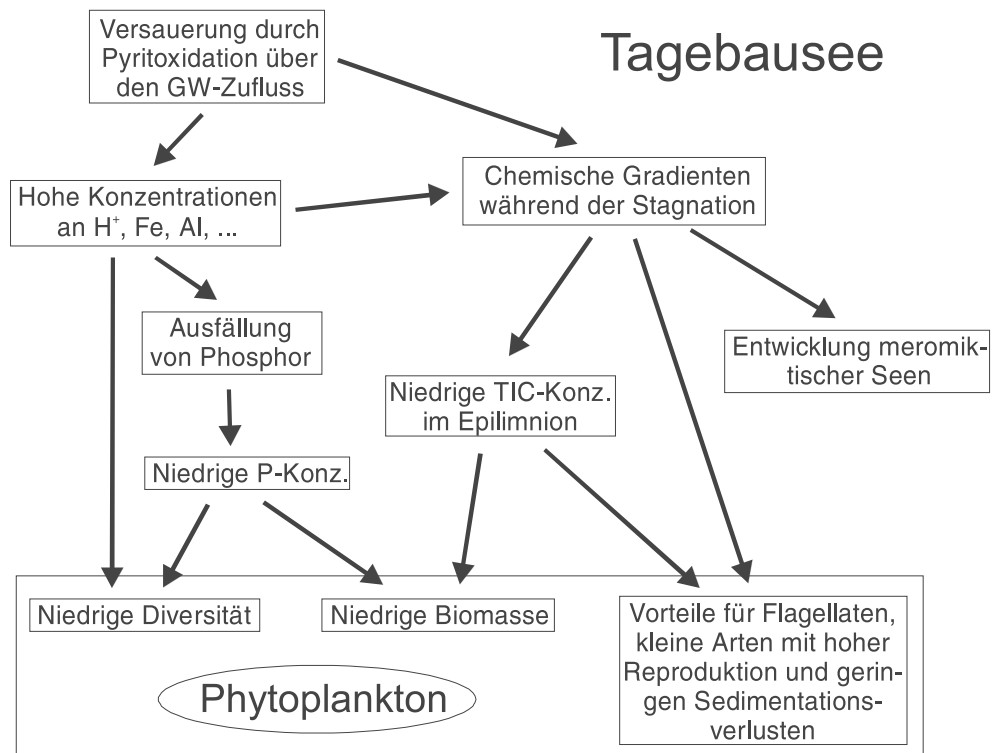 Tagebausee
Versauerung durch
Pyritoxidation über
den GW-Zufluss
Hohe Konzentrationen
an H⁺, Fe, Al, ...
Chemische Gradienten
während der Stagnation
Ausfällung
von Phosphor
Entwicklung meromik-
tischer Seen
Niedrige TIC-Konz.
im Epilimnion
Niedrige P-Konz.
Niedrige Diversität
Niedrige Biomasse
Vorteile für Flagellaten,
kleine Arten mit hoher
Reproduktion und gerin-
gen Sedimentations-
verlusten
Phytoplankton